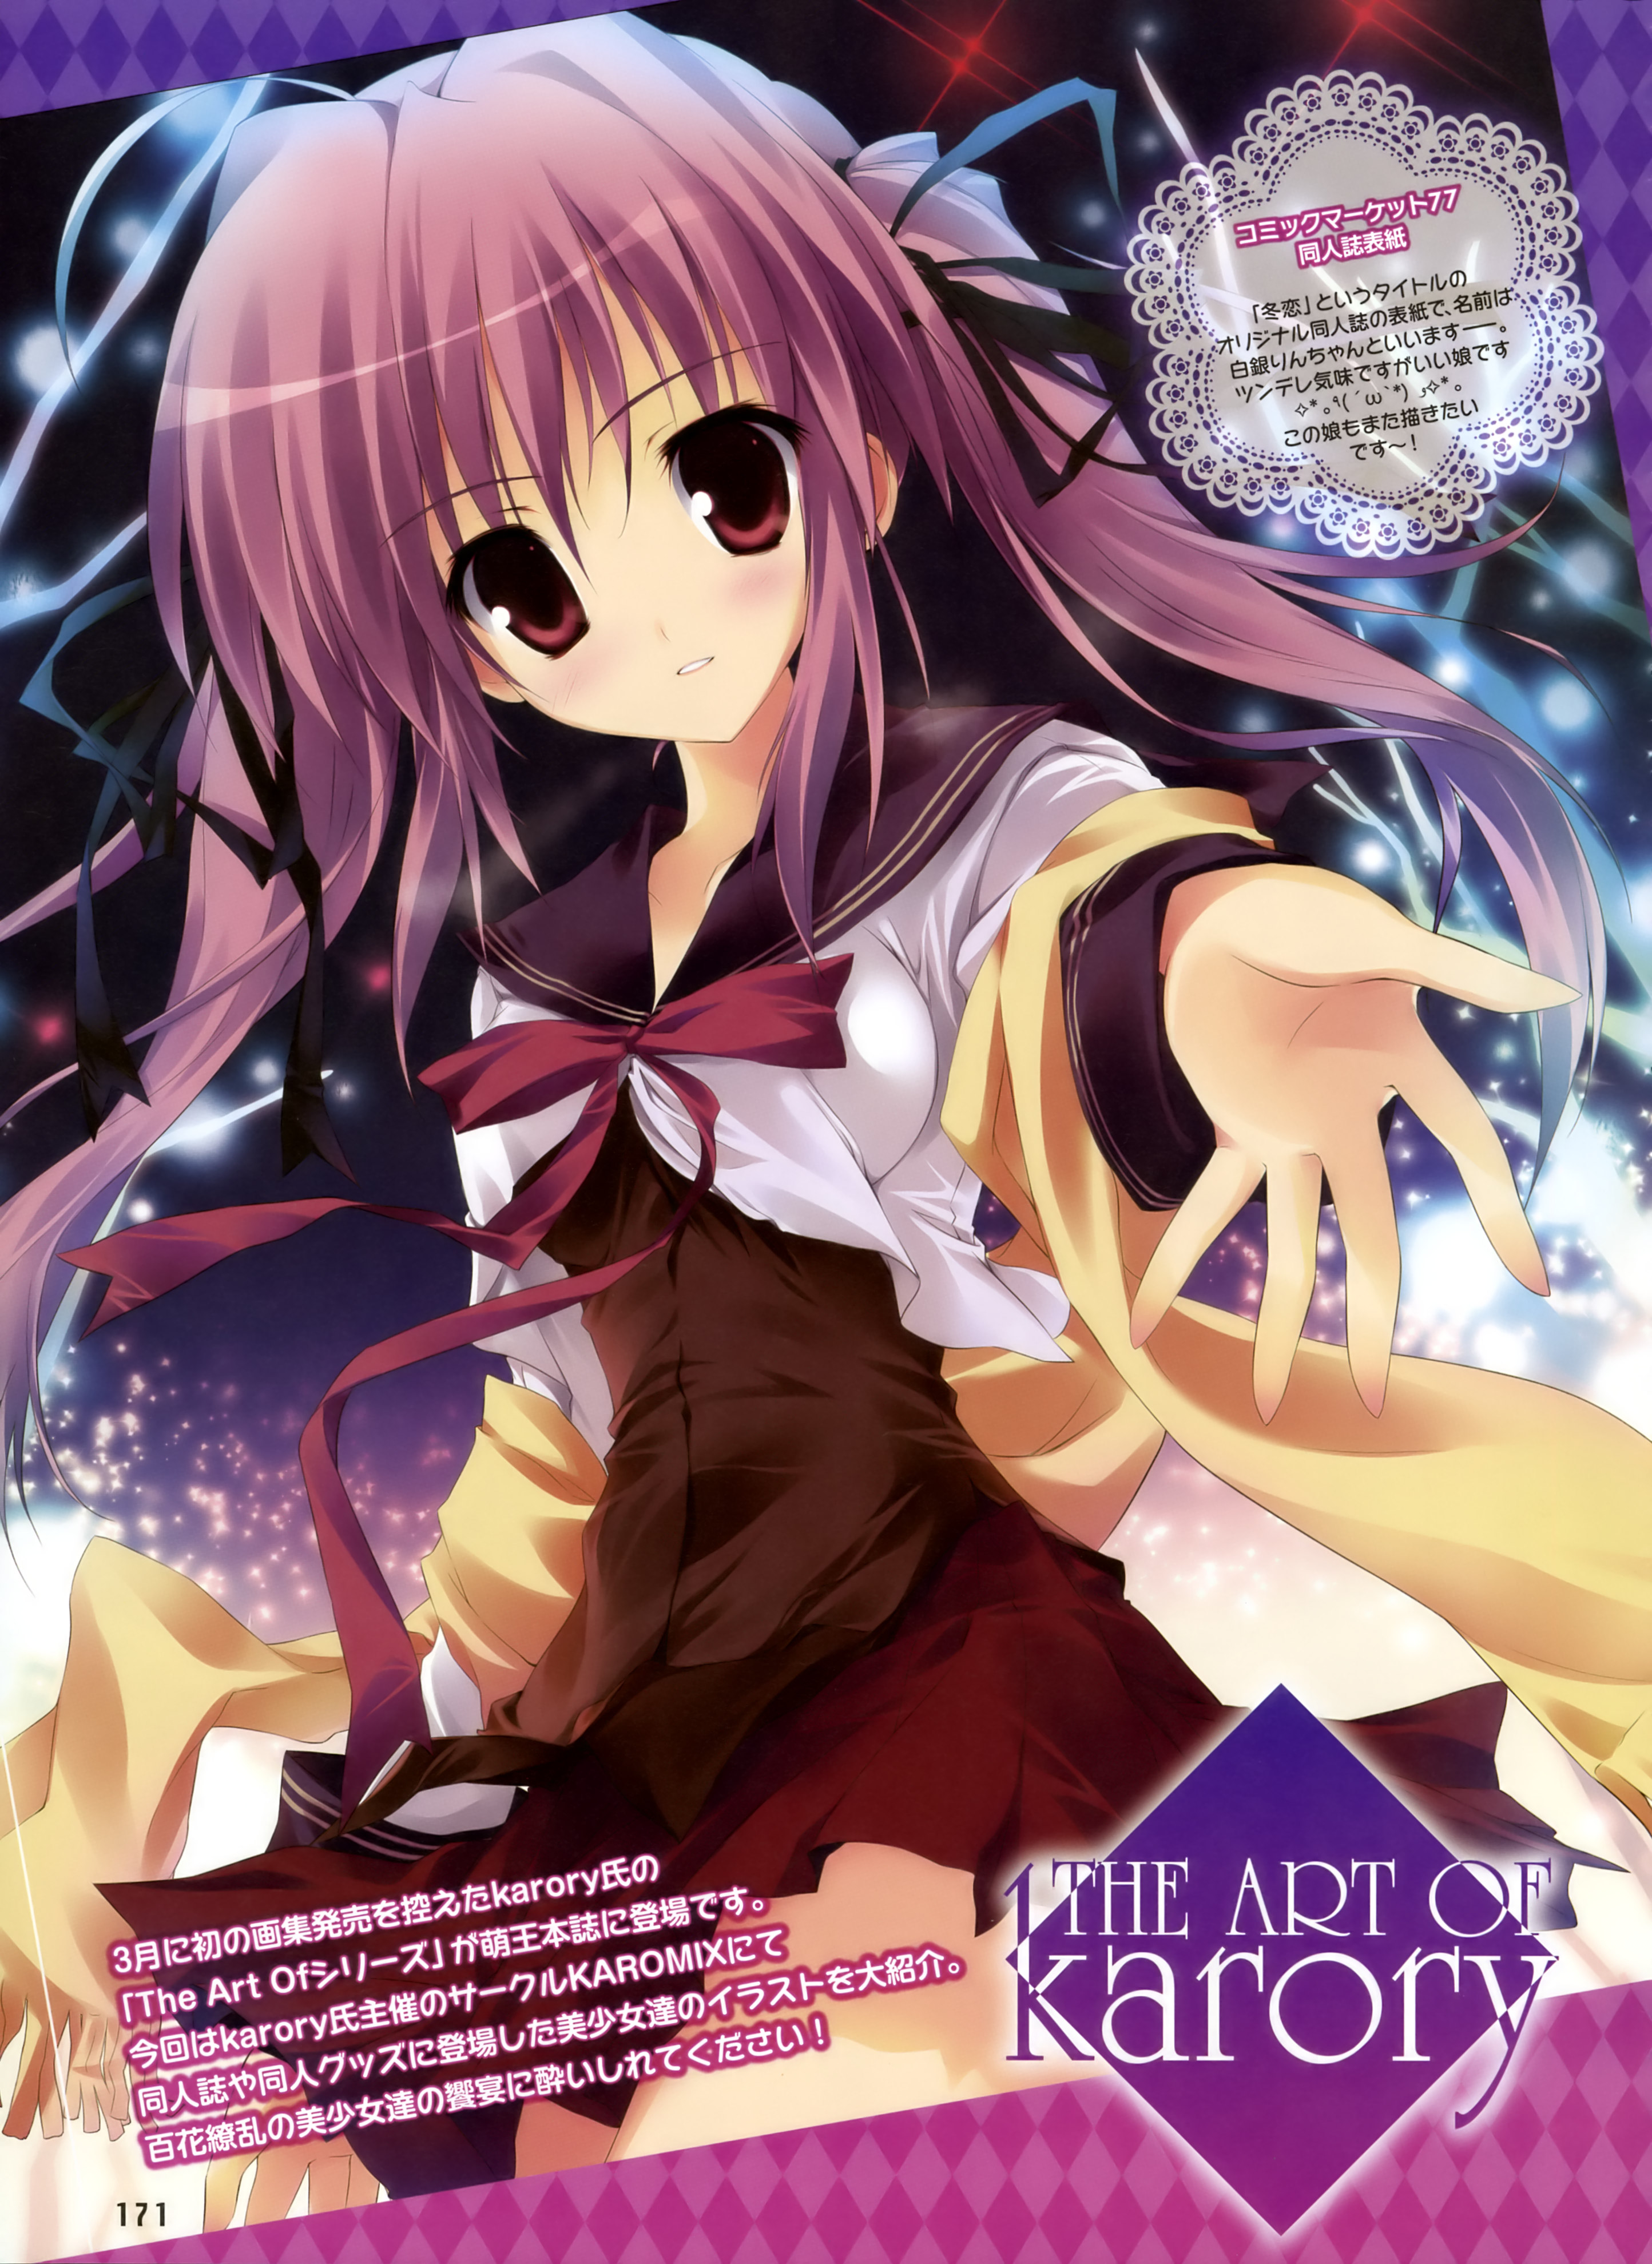 コミックマーケット77
同人誌表紙
「冬恋」というタイトルの
オリジナル同人誌の表紙で、名前は
白銀りんちゃんといいますー。
ツンデレ気味ですがいい娘です
✧*。٩(´ω`*)و✧*。
この娘もまた描きたい
です～！
3月に初の画集発売を控えたkarory氏の
「The Art Ofシリーズ」が萌王本誌に登場です。
今回はkarory氏主催のサークルKAROMIXにて
同人誌や同人グッズに登場した美少女達のイラストを大紹介。
百花繚乱の美少女達の饗宴に酔いしれてください！
THE ART OF
karory
171